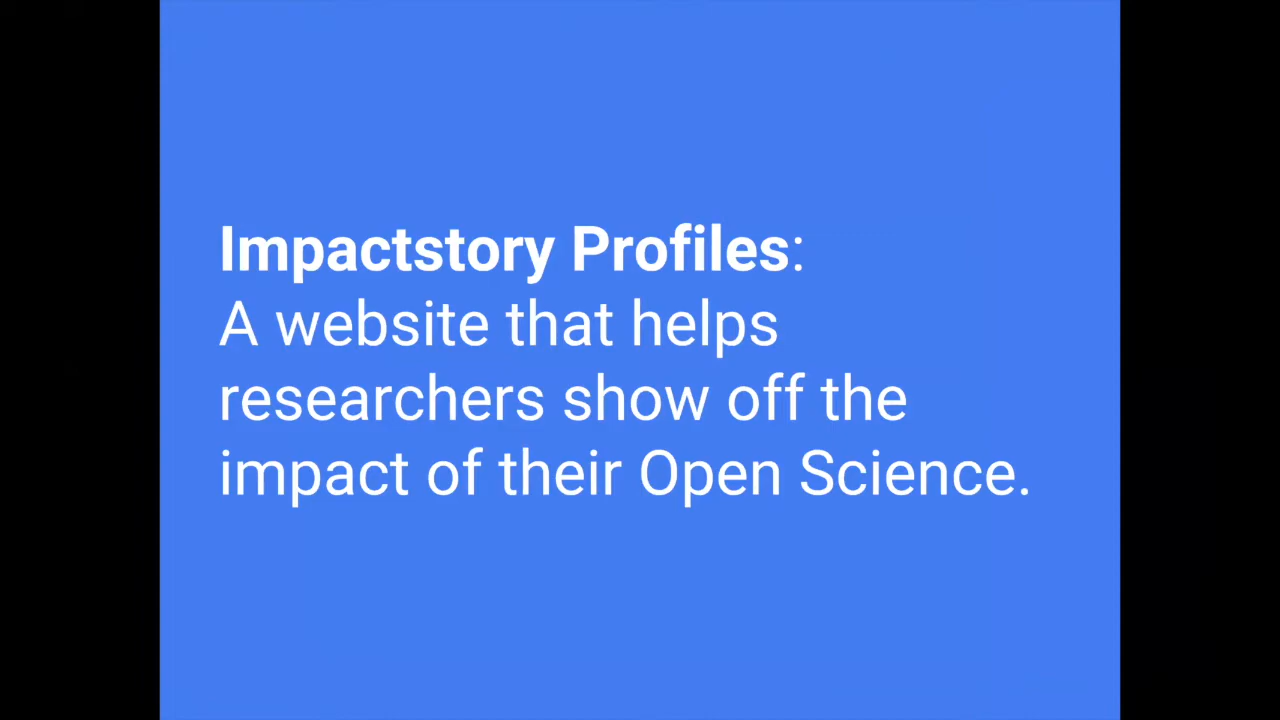 Impactstory Profiles:
A website that helps
researchers show off the
impact of their Open Science.